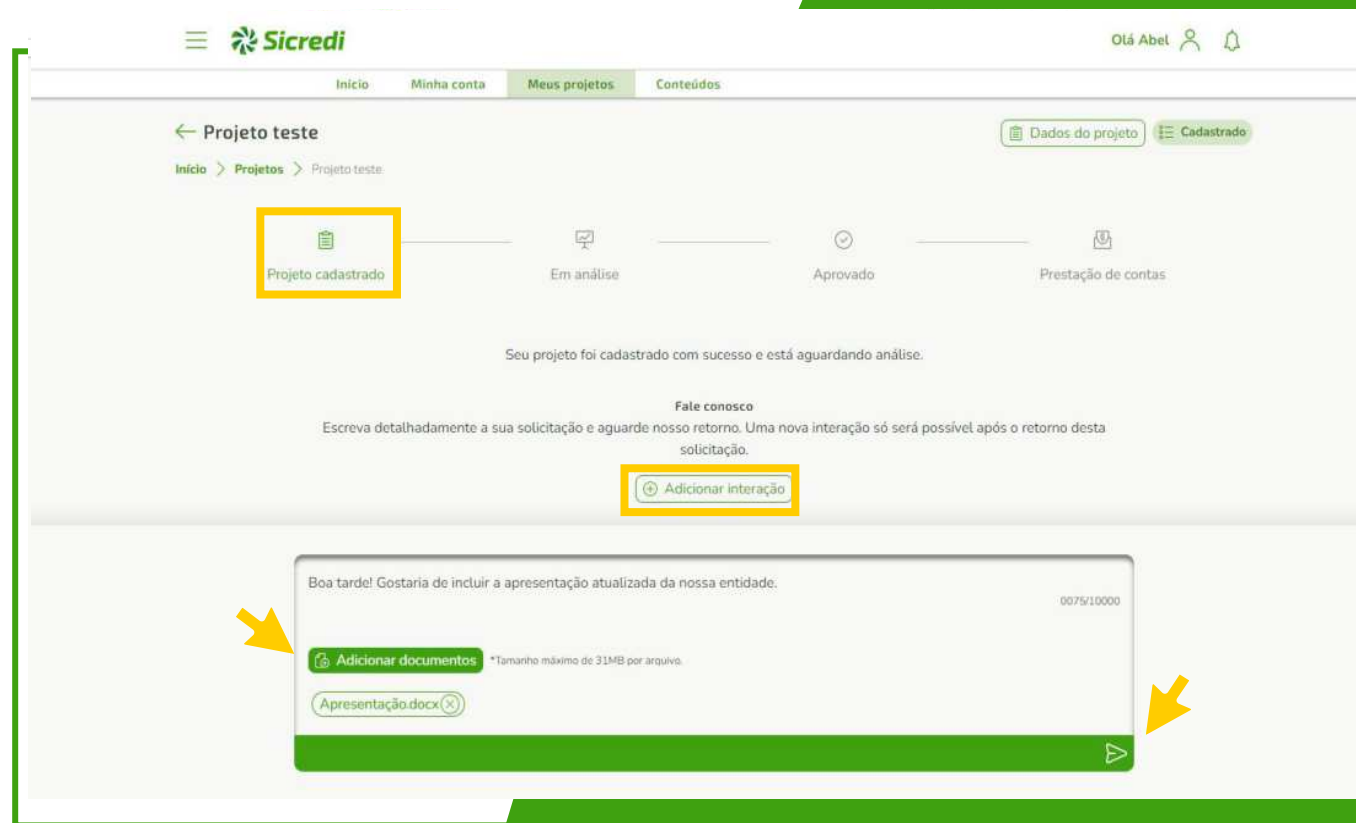 Sicredi
Olá Abel
Início Minha conta Meus projetos Conteúdos
Projeto teste
Dados do projeto Cadastrado
Início > Projetos > Projeto teste
Projeto cadastrado Em análise Aprovado Prestação de contas
Seu projeto foi cadastrado com sucesso e está aguardando análise.
Fale conosco
Escreva detalhadamente a sua solicitação e aguarde nosso retorno. Uma nova interação só será possível após o retorno desta
solicitação.
Adicionar interação
Boa tarde! Gostaria de incluir a apresentação atualizada da nossa entidade.
0075/10000
Adicionar documentos *Tamanho máximo de 31MB por arquivo.
Apresentação.docx